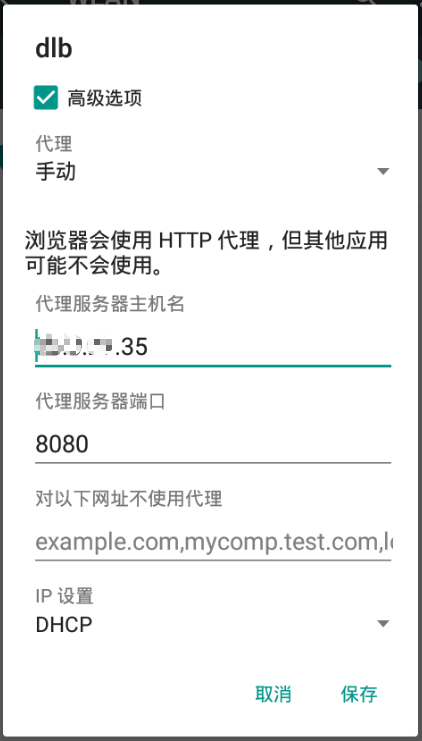 dlb
高级选项
代理
手动
浏览器会使用 HTTP 代理，但其他应用
可能不会使用。
代理服务器主机名
.35
代理服务器端口
8080
对以下网址不使用代理
example.com,mycomp.test.com,lo
IP 设置
DHCP
取消
保存